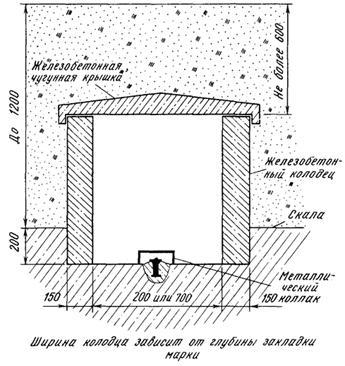 До 1200
Не более 600
Железобетонная
чугунная крышка
Железобетон-
ный колодец
Скала
200
Металли-
ческий
колпак
150
200 или 700
150
Ширина колодца зависит от глубины закладки
марки